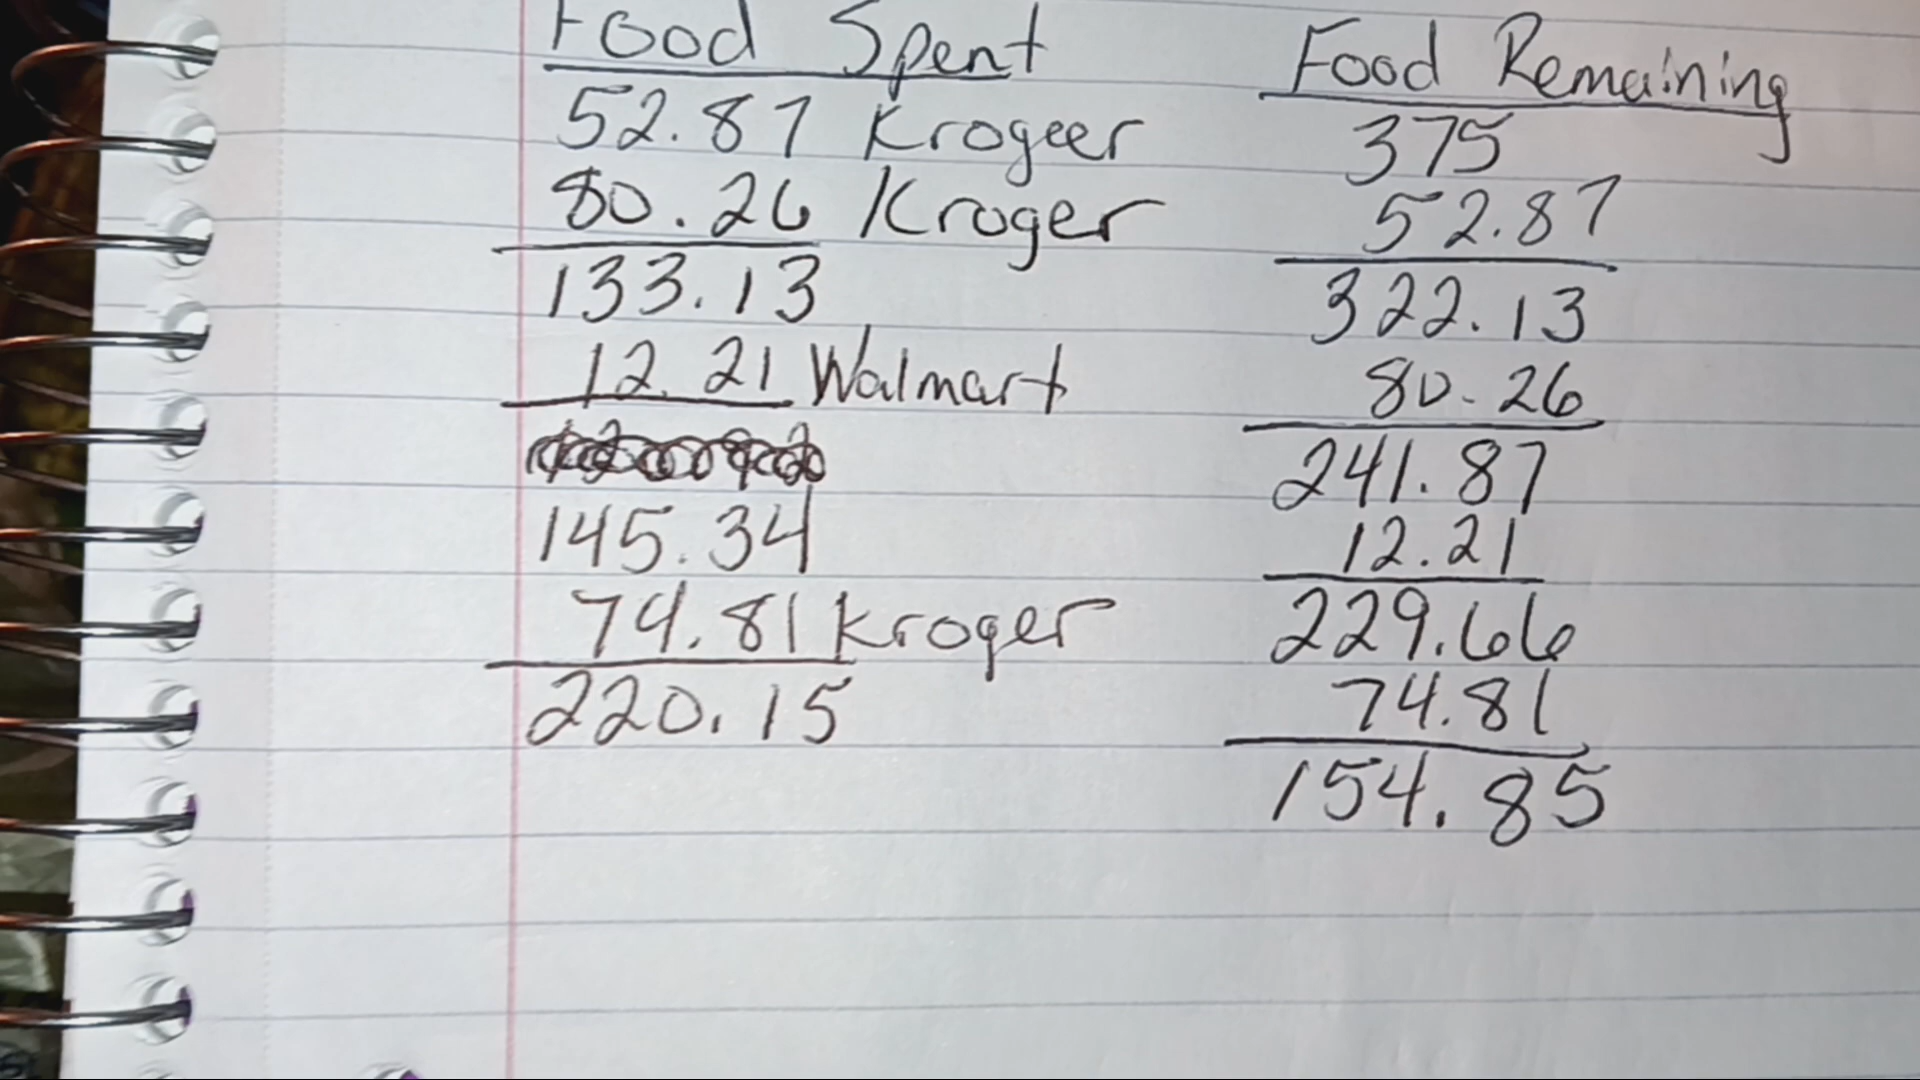 Food Spent
52.87 Krogeer
80.26 Kroger
133.13
12.21 Walmart
145.34
74.81 Kroger
220.15
Food Remaining
375
52.87
322.13
80.26
241.87
12.21
229.66
74.81
154.85